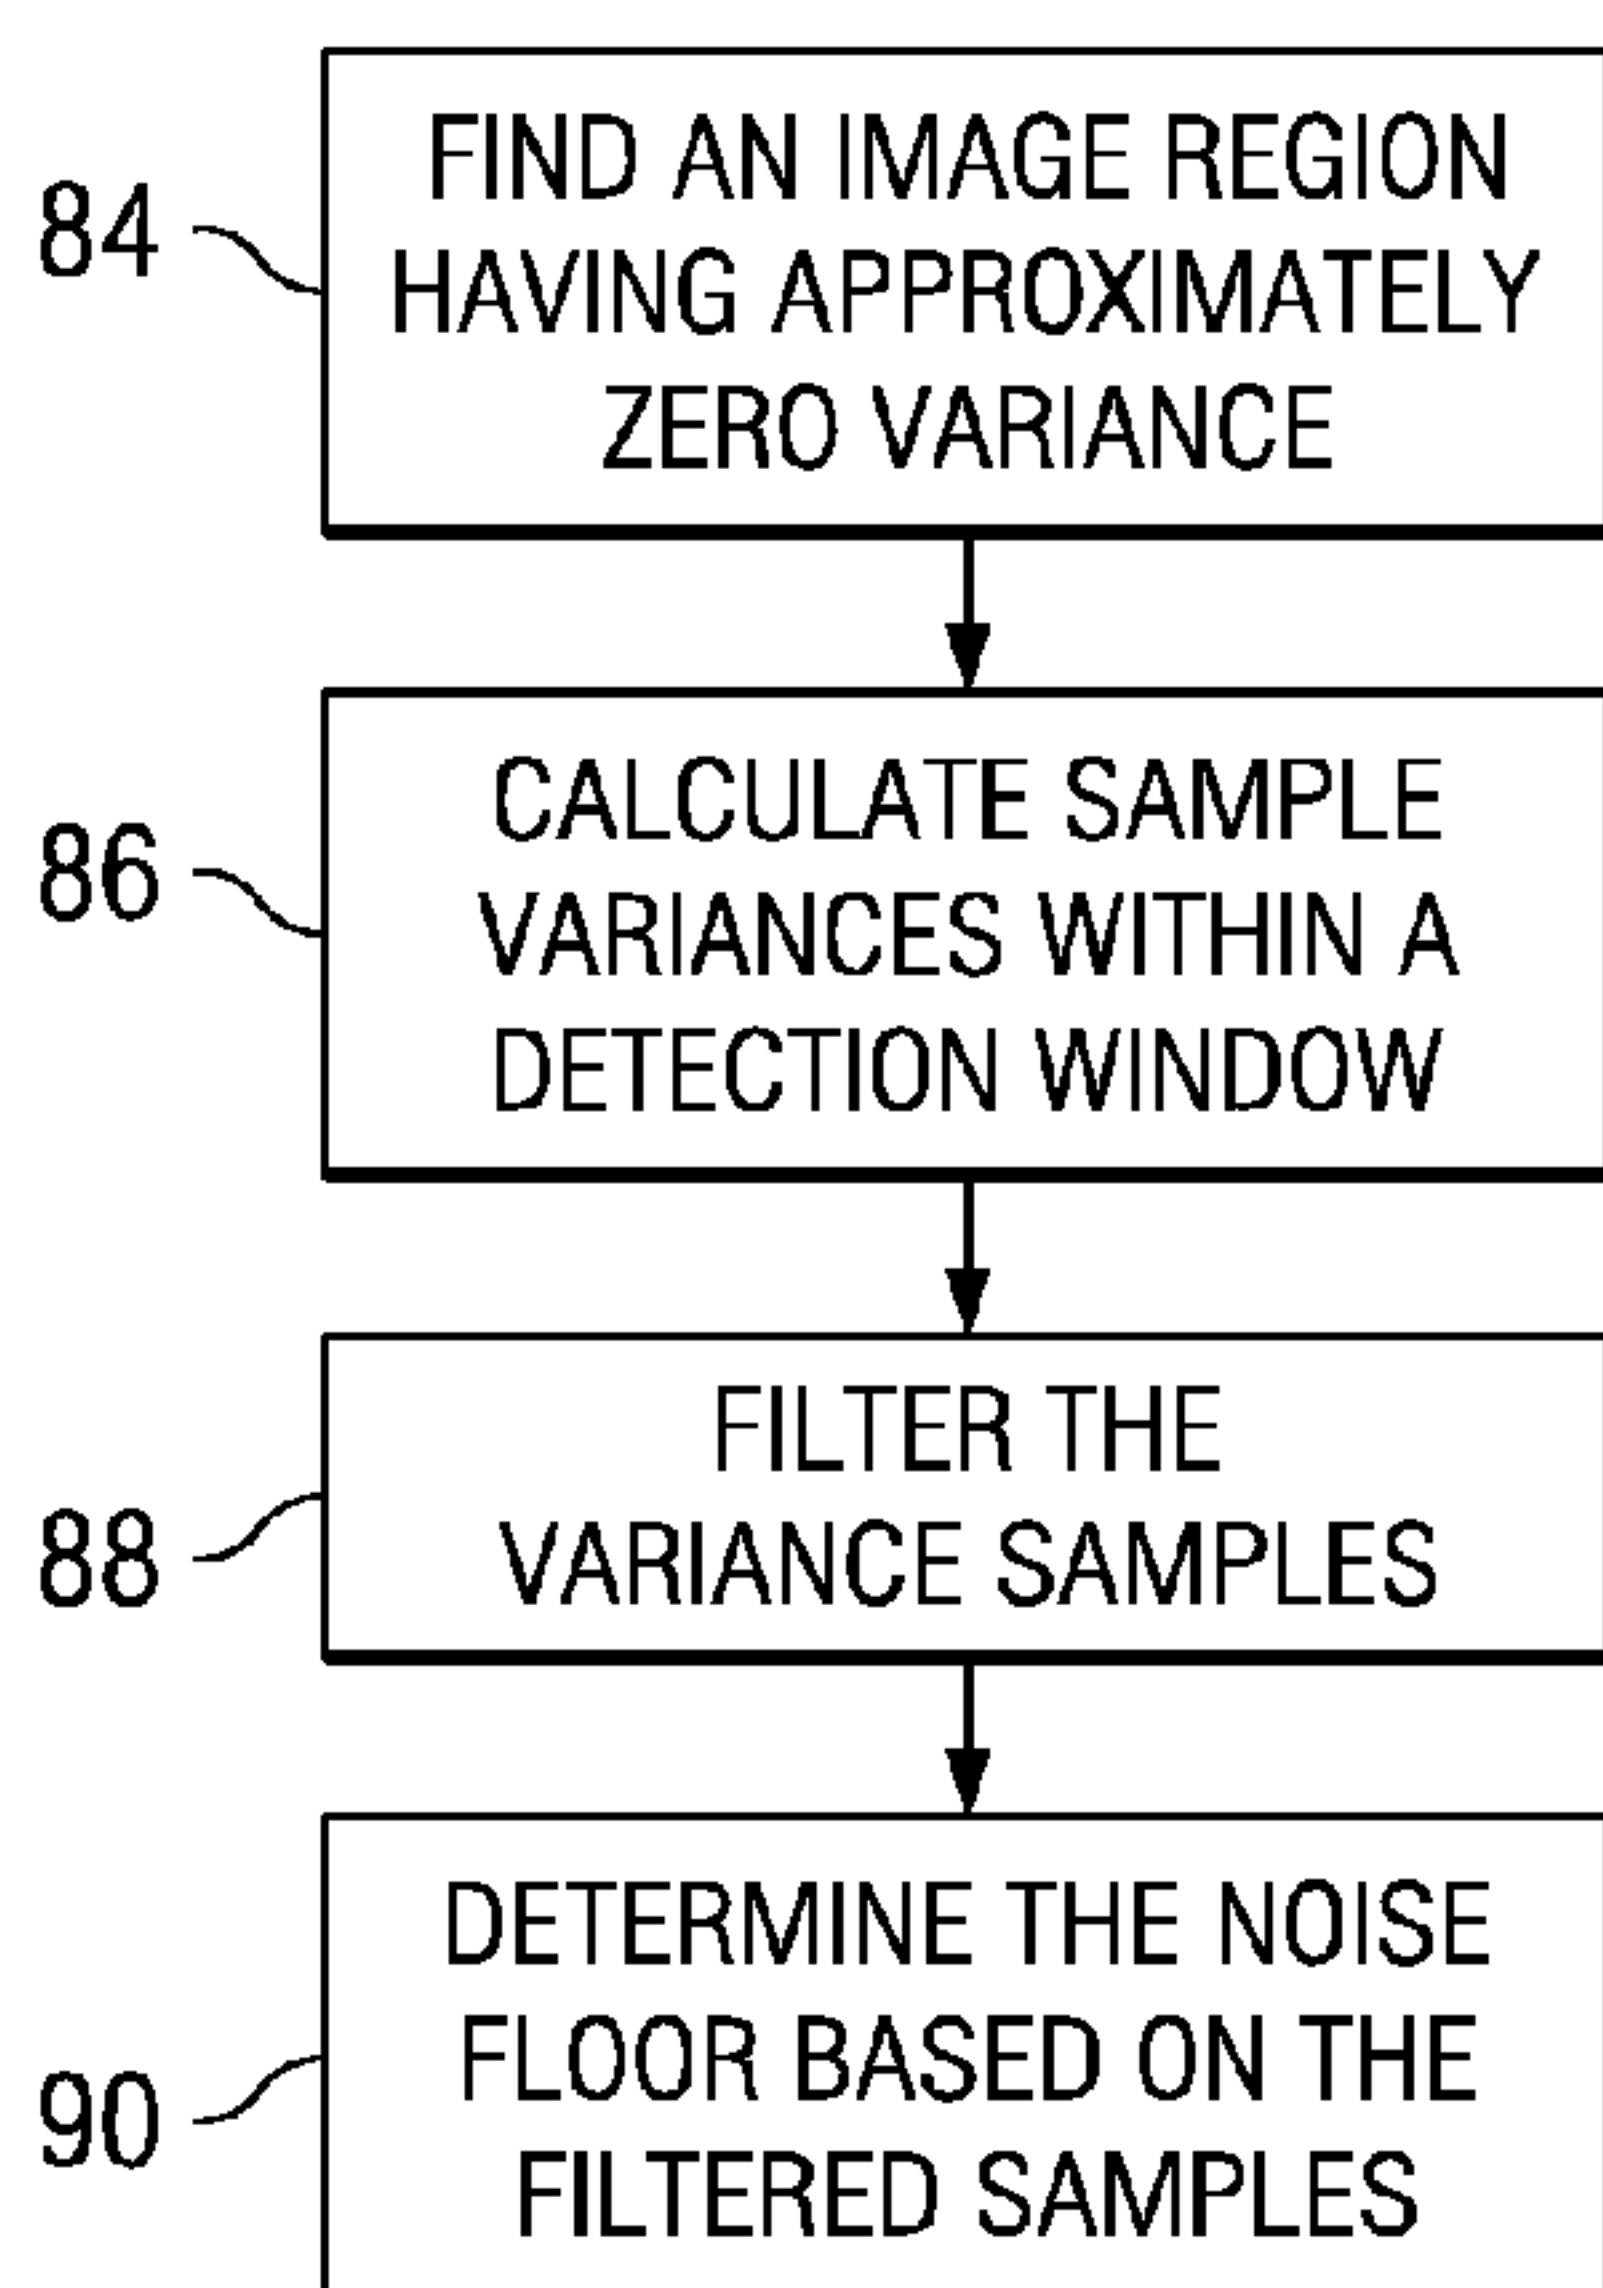 84
FIND AN IMAGE REGION
HAVING APPROXIMATELY
ZERO VARIANCE
86
CALCULATE SAMPLE
VARIANCES WITHIN A
DETECTION WINDOW
88
FILTER THE
VARIANCE SAMPLES
90
DETERMINE THE NOISE
FLOOR BASED ON THE
FILTERED SAMPLES